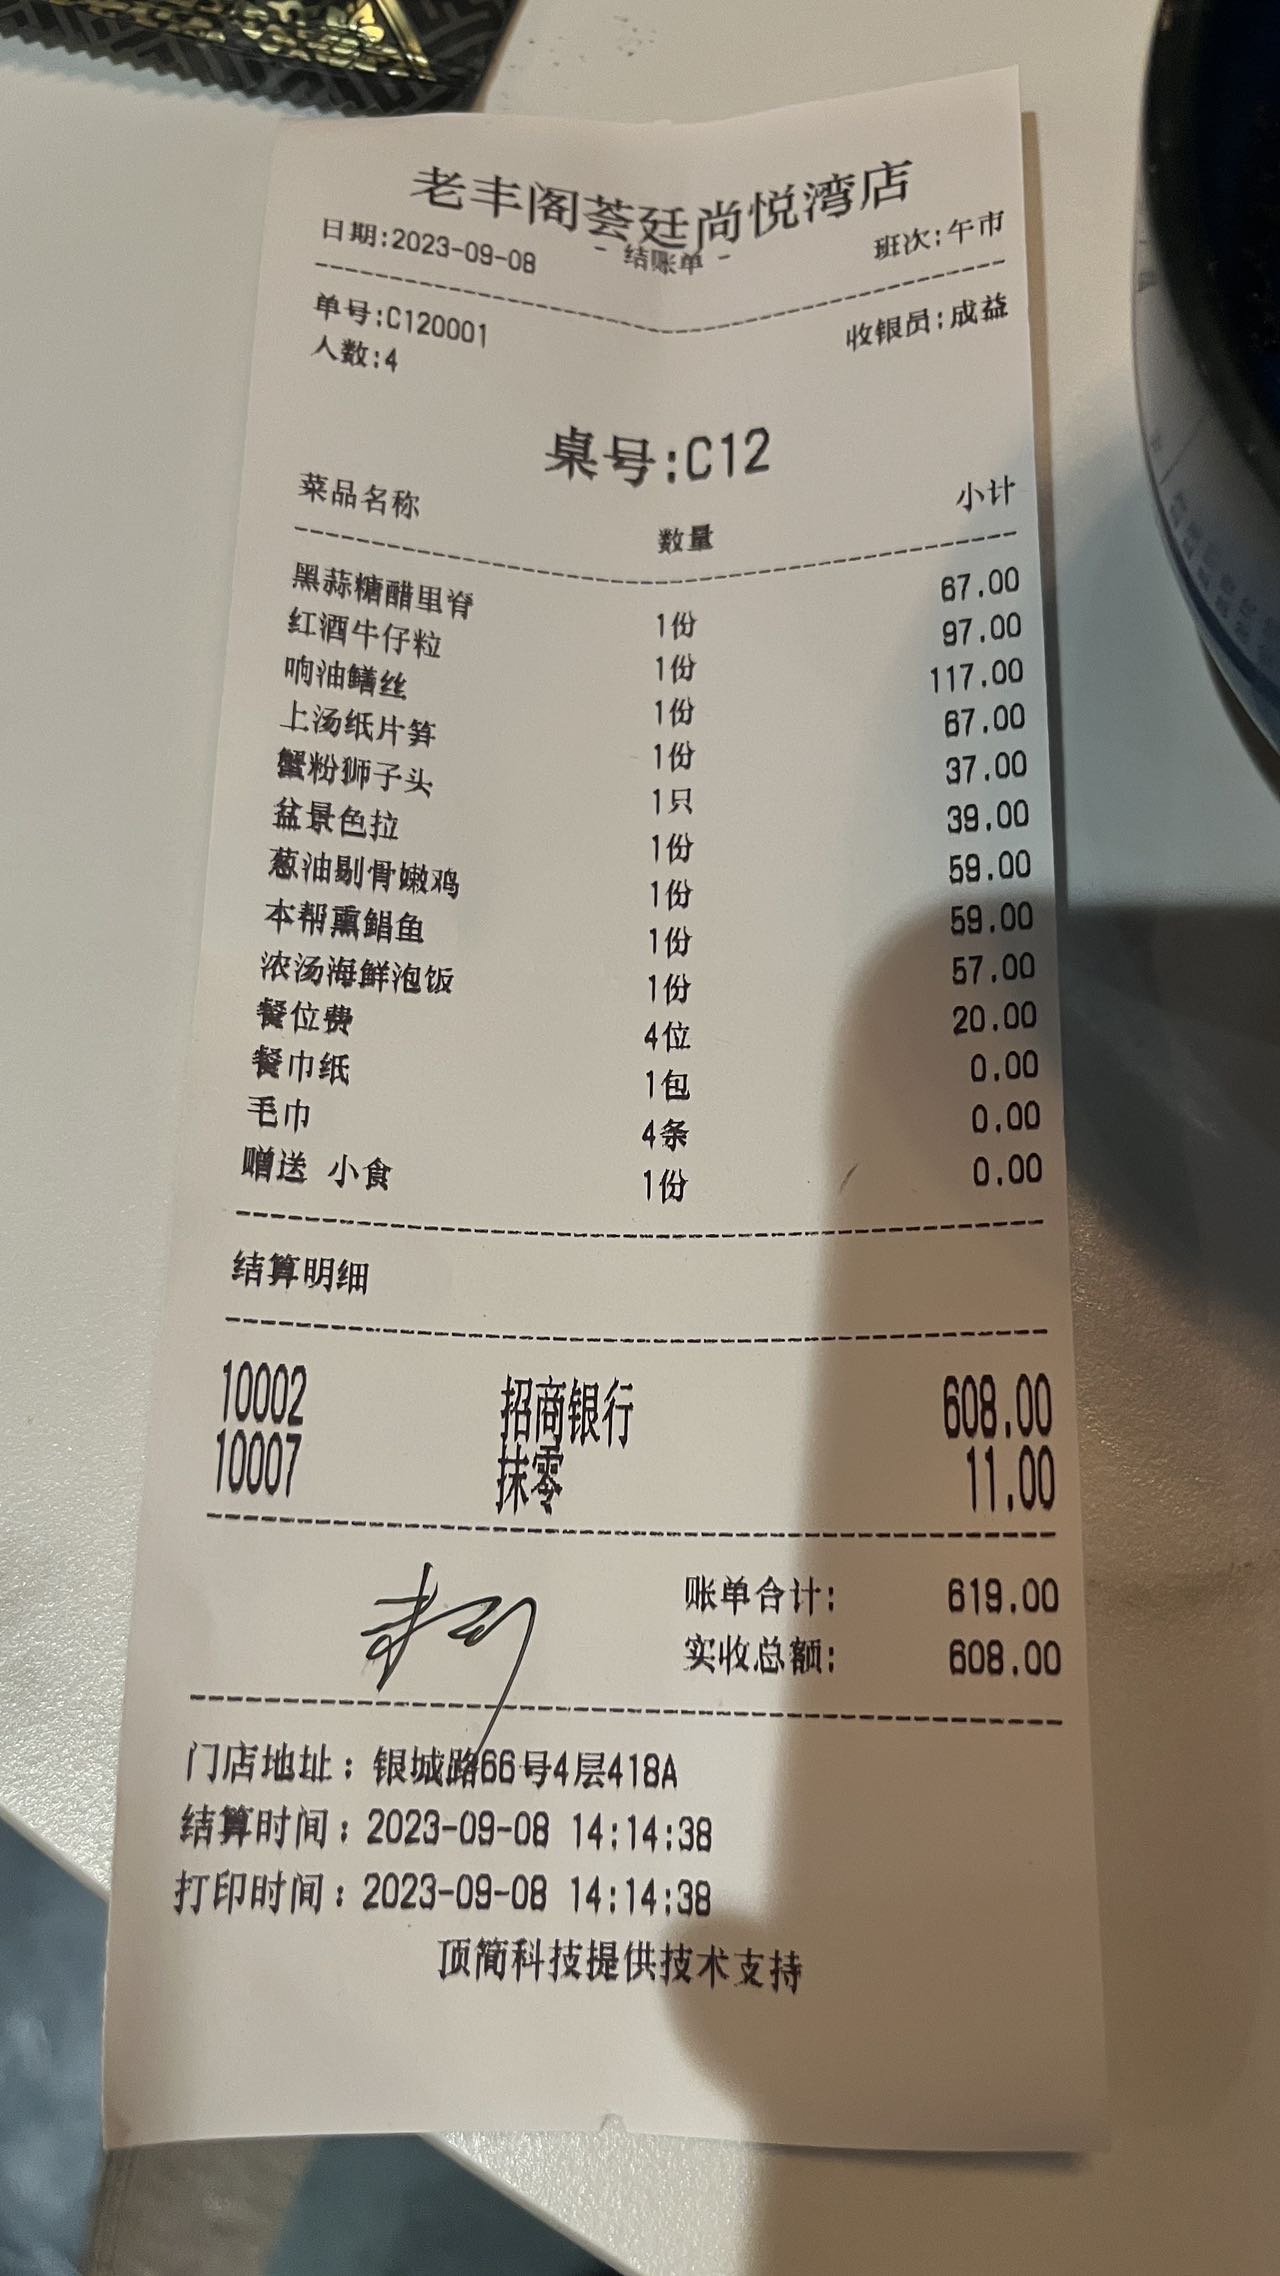 老丰阁荟廷尚悦湾店
- 结账单 -
日期:2023-09-08 班次:午市
单号:C120001 收银员:成益
人数:4
桌号:C12
菜品名称 数量 小计
黑蒜糖醋里脊 1份 67.00
红酒牛仔粒 1份 97.00
响油鳝丝 1份 117.00
上汤纸片笋 1份 67.00
蟹粉狮子头 1只 37.00
盆景色拉 1份 39.00
葱油剔骨嫩鸡 1份 59.00
本帮熏鲳鱼 1份 59.00
浓汤海鲜泡饭 1份 57.00
餐位费 4位 20.00
餐巾纸 1包 0.00
毛巾 4条 0.00
赠送 小食 1份 0.00
结算明细
10002 招商银行 608.00
10007 抹零 11.00
账单合计: 619.00
实收总额: 608.00
门店地址：银城路66号4层418A
结算时间：2023-09-08 14:14:38
打印时间：2023-09-08 14:14:38
顶简科技提供技术支持